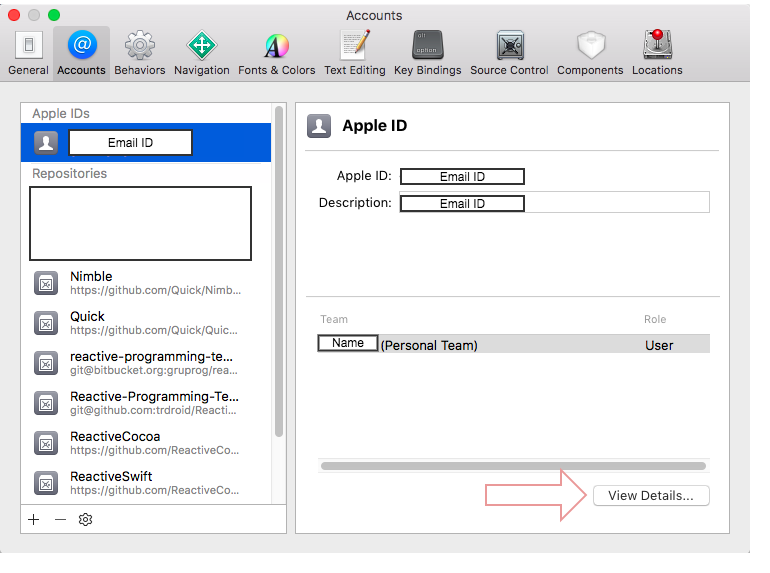 Accounts
General Accounts Behaviors Navigation Fonts & Colors Text Editing Key Bindings Source Control Components Locations
alt
option
Apple IDs
Email ID
Repositories
Nimble
https://github.com/Quick/Nimb...
Quick
https://github.com/Quick/Quic...
reactive-programming-te...
git@bitbucket.org:gruprog/rea...
Reactive-Programming-Te...
git@github.com:trdroid/Reacti...
ReactiveCocoa
https://github.com/ReactiveCo...
ReactiveSwift
https://github.com/ReactiveCo...
Apple ID
Apple ID: Email ID
Description: Email ID
Team Role
Name (Personal Team) User
View Details...